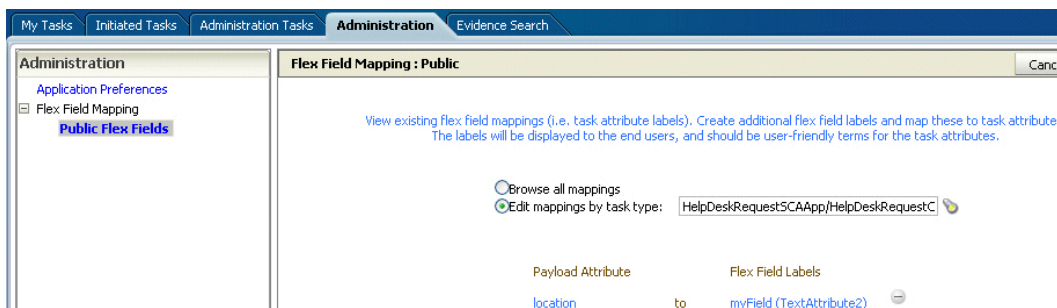 My Tasks Initiated Tasks Administration Tasks Administration Evidence Search
Administration
Application Preferences
Flex Field Mapping
Public Flex Fields
Flex Field Mapping : Public
Canc
View existing flex field mappings (i.e. task attribute labels). Create additional flex field labels and map these to task attribute
The labels will be displayed to the end users, and should be user-friendly terms for the task attributes.
Browse all mappings
Edit mappings by task type: HelpDeskRequestSCAApp/HelpDeskRequestC
Payload Attribute Flex Field Labels
location to myField (TextAttribute2)